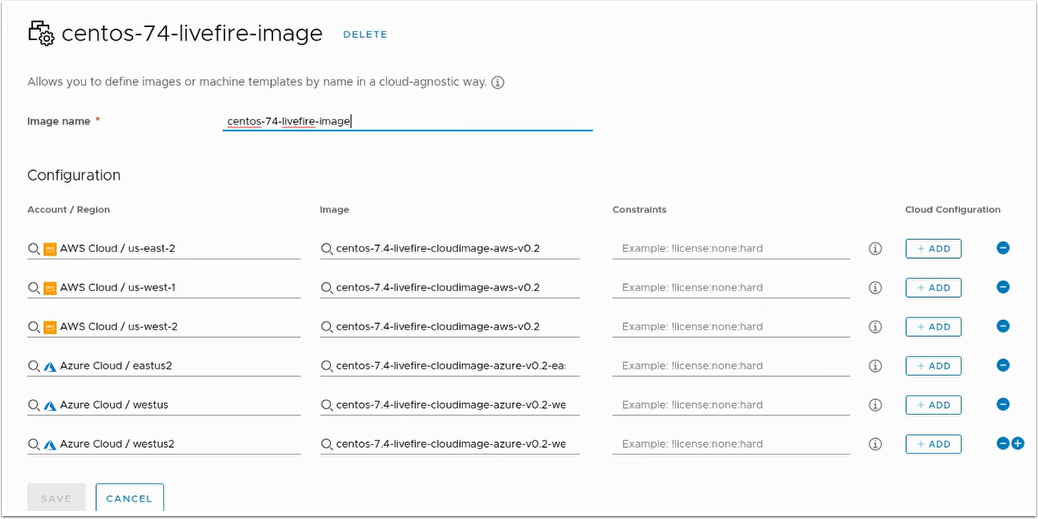 centos-74-livefire-image DELETE
Allows you to define images or machine templates by name in a cloud-agnostic way.
Image name * centos-74-livefire-image
Configuration
Account / Region Image Constraints Cloud Configuration
AWS Cloud / us-east-2 centos-7.4-livefire-cloudimage-aws-v0.2 Example: !license:none:hard + ADD
AWS Cloud / us-west-1 centos-7.4-livefire-cloudimage-aws-v0.2 Example: !license:none:hard + ADD
AWS Cloud / us-west-2 centos-7.4-livefire-cloudimage-aws-v0.2 Example: !license:none:hard + ADD
Azure Cloud / eastus2 centos-7.4-livefire-cloudimage-azure-v0.2-ea Example: !license:none:hard + ADD
Azure Cloud / westus centos-7.4-livefire-cloudimage-azure-v0.2-we Example: !license:none:hard + ADD
Azure Cloud / westus2 centos-7.4-livefire-cloudimage-azure-v0.2-we Example: !license:none:hard + ADD
SAVE CANCEL